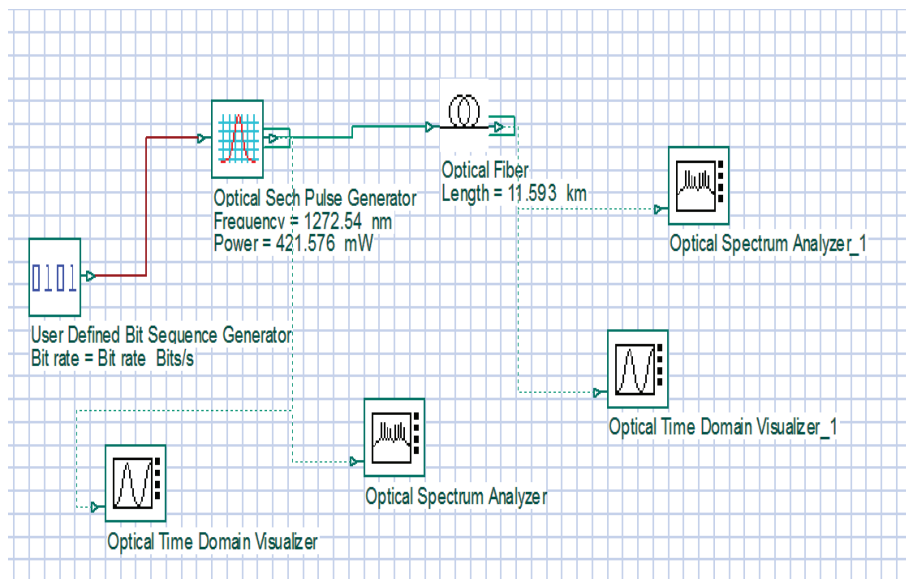 Optical Fiber
Length = 11.593 km
Optical Sech Pulse Generator
Frequency = 1272.54 nm
Power = 421.576 mW
Optical Spectrum Analyzer_1
0101
User Defined Bit Sequence Generator
Bit rate = Bit rate Bits/s
Optical Time Domain Visualizer_1
Optical Spectrum Analyzer
Optical Time Domain Visualizer